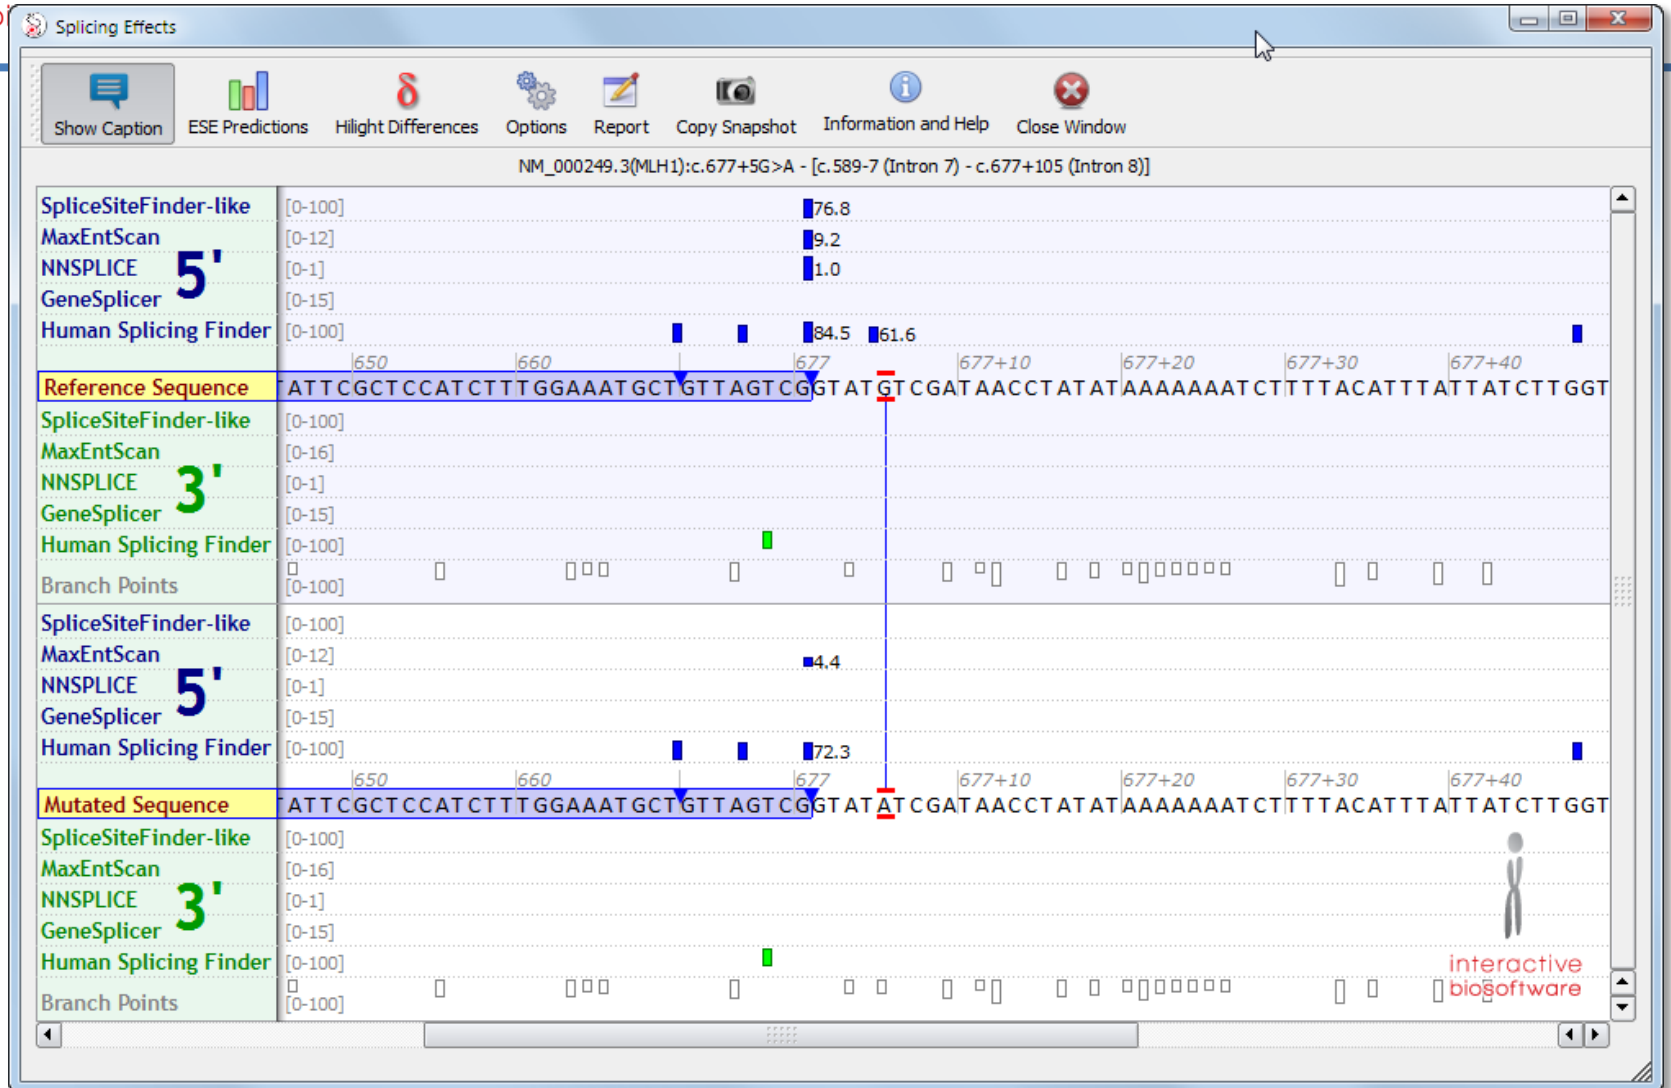 Splicing Effects
Show Caption ESE Predictions Hilight Differences Options Report Copy Snapshot Information and Help Close Window
NM_000249.3(MLH1):c.677+5G>A - [c.589-7 (Intron 7) - c.677+105 (Intron 8)]
SpliceSiteFinder-like [0-100] 76.8
MaxEntScan [0-12] 9.2
NNSPLICE [0-1] 1.0
5'
GeneSplicer [0-15]
Human Splicing Finder [0-100] 84.5 61.6
650 660 677 677+10 677+20 677+30 677+40
Reference Sequence TATTCGCTCCATCTTTGGAAATGCTGTTAGTCGGTATGTCGATAACCTATATAAAAAAATCTTTTACATTTATTATCTTGGT
SpliceSiteFinder-like [0-100]
MaxEntScan [0-16]
NNSPLICE [0-1]
3'
GeneSplicer [0-15]
Human Splicing Finder [0-100]
Branch Points [0-100]
SpliceSiteFinder-like [0-100]
MaxEntScan [0-12] 4.4
NNSPLICE [0-1]
5'
GeneSplicer [0-15]
Human Splicing Finder [0-100] 72.3
650 660 677 677+10 677+20 677+30 677+40
Mutated Sequence TATTCGCTCCATCTTTGGAAATGCTGTTAGTCGGTATATCGATAACCTATATAAAAAAATCTTTTACATTTATTATCTTGGT
SpliceSiteFinder-like [0-100]
MaxEntScan [0-16]
NNSPLICE [0-1]
3'
GeneSplicer [0-15]
Human Splicing Finder [0-100]
Branch Points [0-100]
interactive
biosoftware